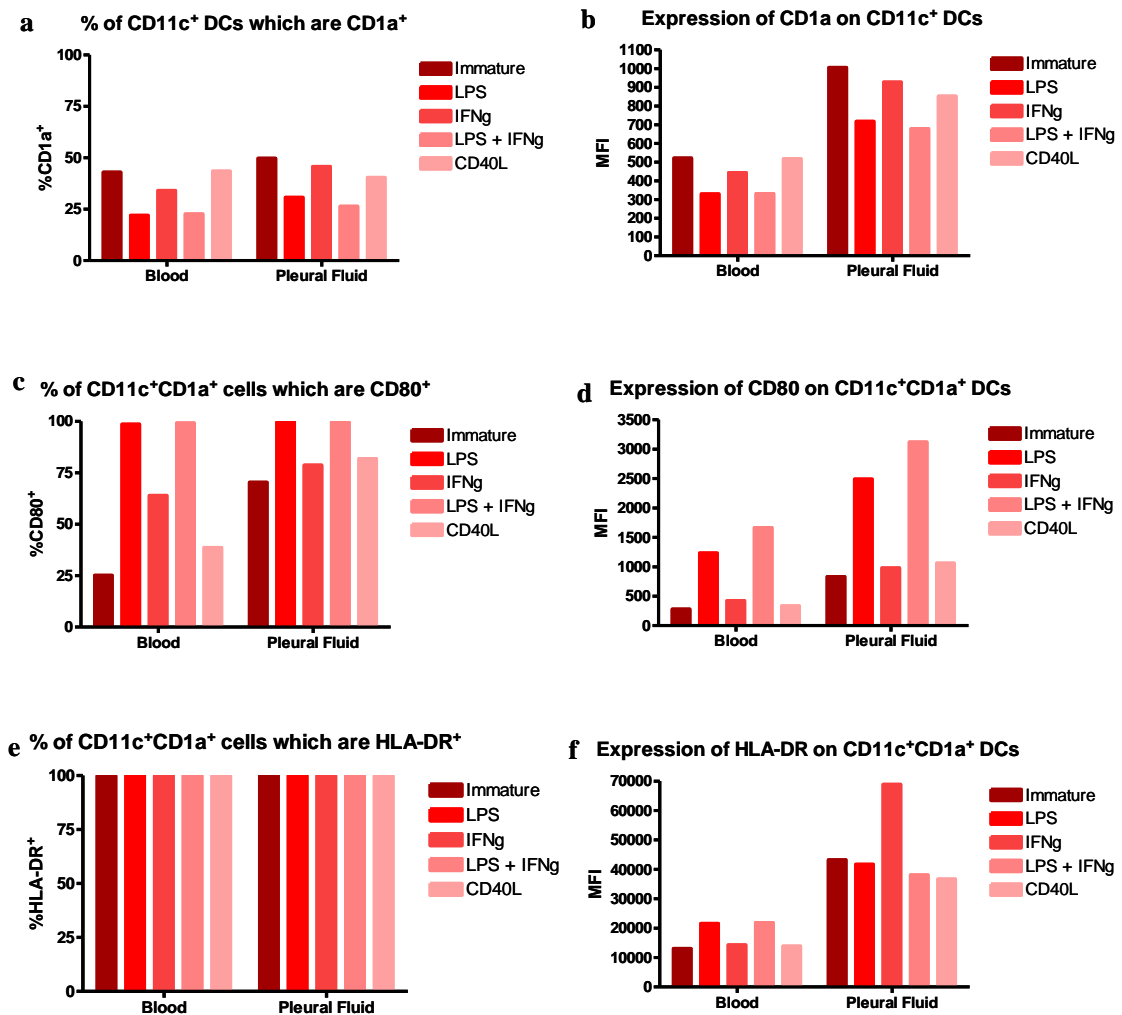 a
% of CD11c⁺ DCs which are CD1a⁺
100
75
50
25
0
%CD1a⁺
Blood
Pleural Fluid
Immature
LPS
IFNg
LPS + IFNg
CD40L
b
Expression of CD1a on CD11c⁺ DCs
1100
1000
900
800
700
600
500
400
300
200
100
0
MFI
Blood
Pleural Fluid
Immature
LPS
IFNg
LPS + IFNg
CD40L
c
% of CD11c⁺CD1a⁺ cells which are CD80⁺
100
75
50
25
0
%CD80⁺
Blood
Pleural Fluid
Immature
LPS
IFNg
LPS + IFNg
CD40L
d
Expression of CD80 on CD11c⁺CD1a⁺ DCs
3500
3000
2500
2000
1500
1000
500
0
MFI
Blood
Pleural Fluid
Immature
LPS
IFNg
LPS + IFNg
CD40L
e
% of CD11c⁺CD1a⁺ cells which are HLA-DR⁺
100
75
50
25
0
%HLA-DR⁺
Blood
Pleural Fluid
Immature
LPS
IFNg
LPS + IFNg
CD40L
f
Expression of HLA-DR on CD11c⁺CD1a⁺ DCs
70000
60000
50000
40000
30000
20000
10000
0
MFI
Blood
Pleural Fluid
Immature
LPS
IFNg
LPS + IFNg
CD40L